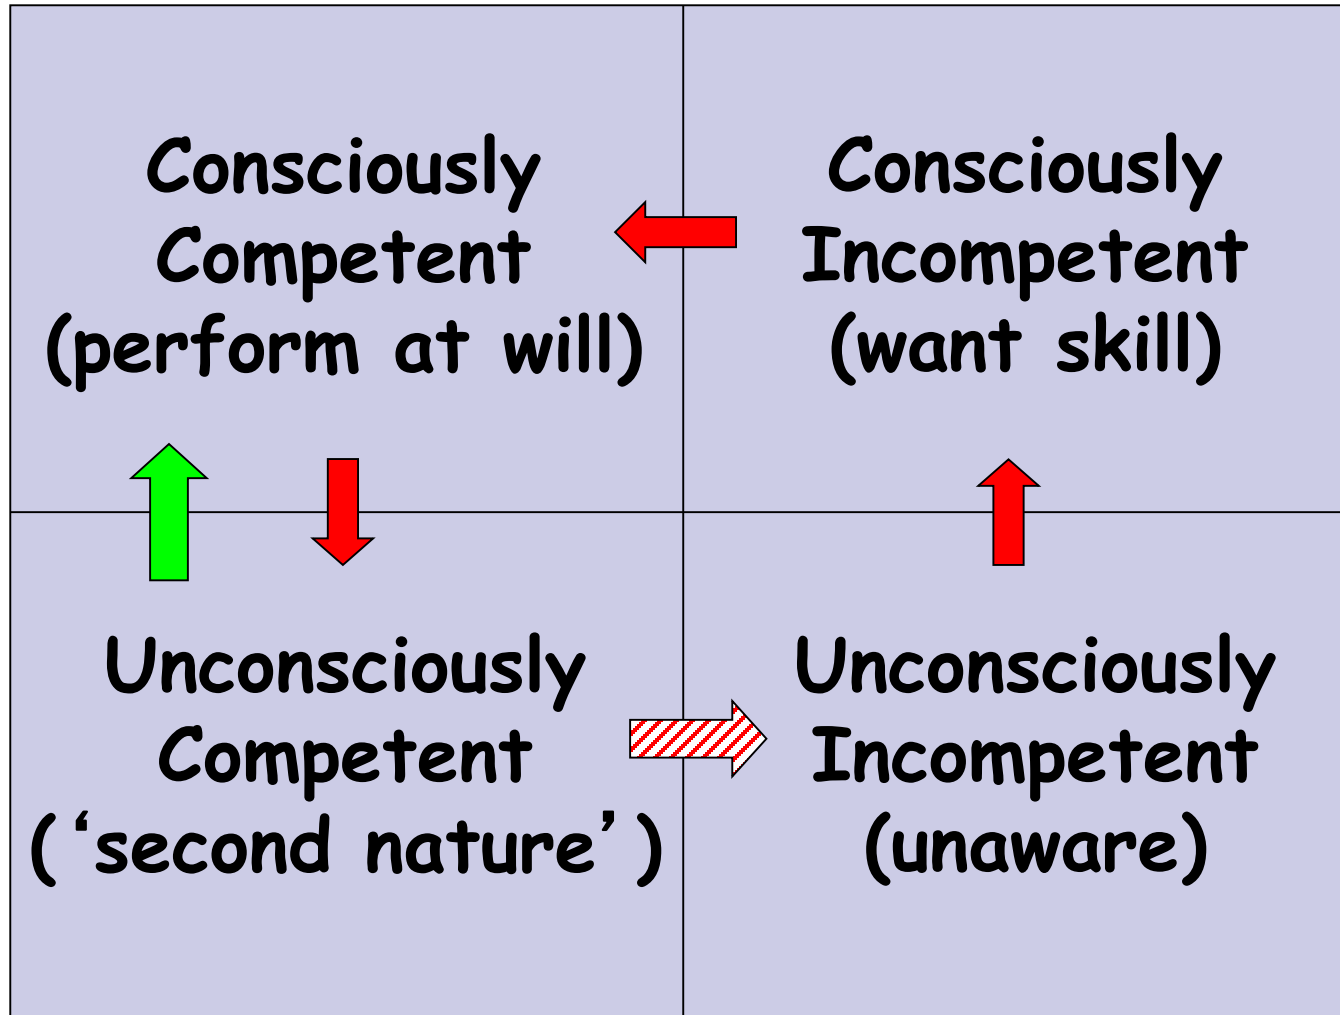 Consciously
Competent
(perform at will)
Consciously
Incompetent
(want skill)
Unconsciously
Competent
(‘second nature’)
Unconsciously
Incompetent
(unaware)